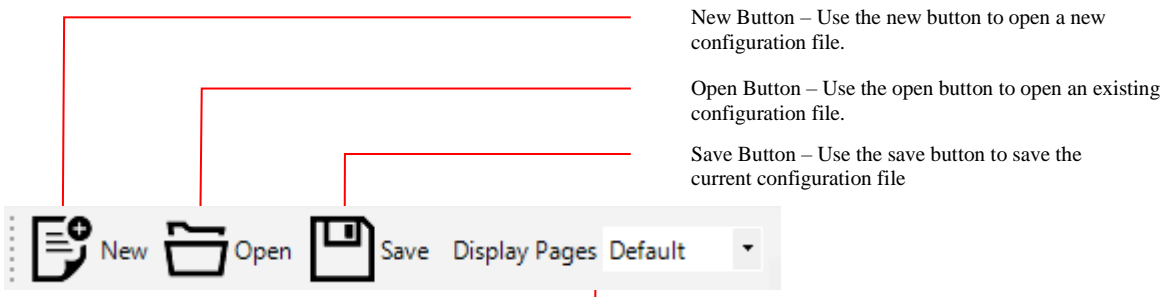 New Button – Use the new button to open a new
configuration file.
Open Button – Use the open button to open an existing
configuration file.
Save Button – Use the save button to save the
current configuration file
New Open Save Display Pages Default